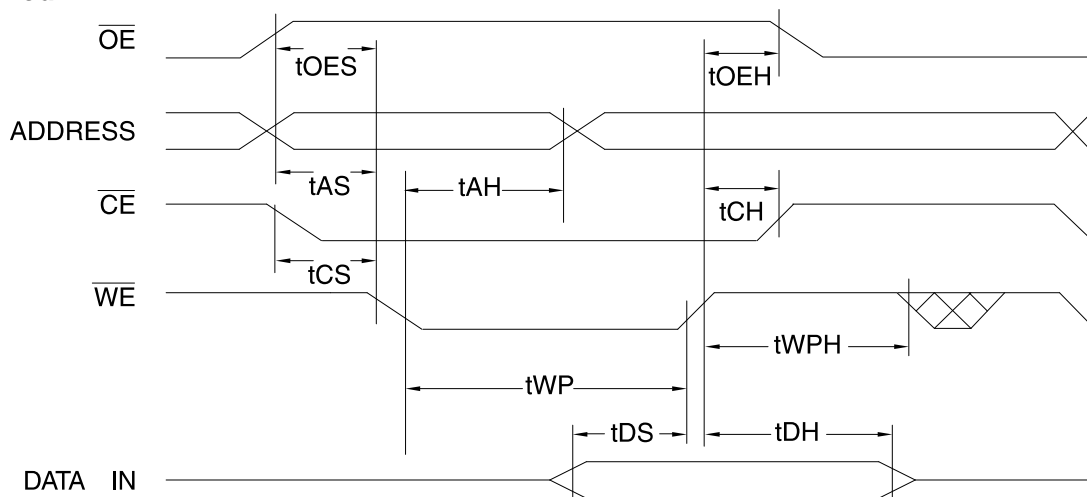 OE
tOES
tOEH
ADDRESS
tAS
tAH
CE
tCH
tCS
WE
tWPH
tWP
tDS
tDH
DATA IN